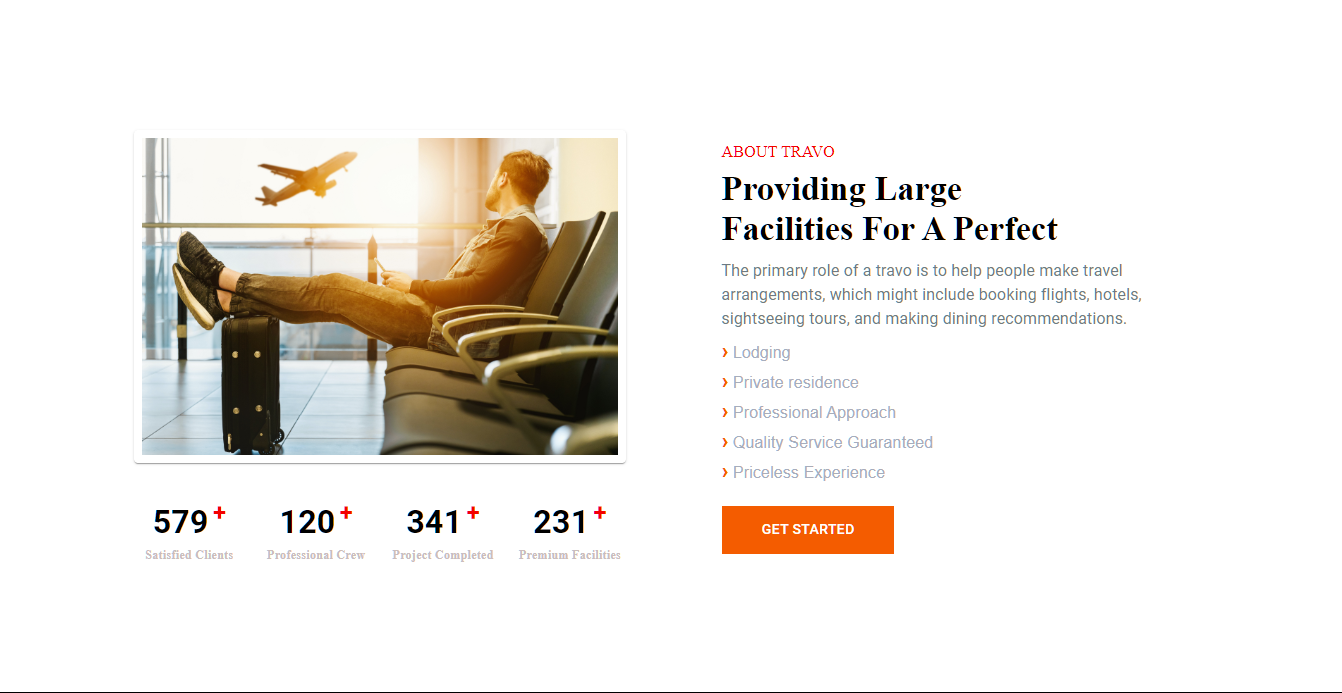 ABOUT TRAVO
Providing Large
Facilities For A Perfect
The primary role of a travo is to help people make travel
arrangements, which might include booking flights, hotels,
sightseeing tours, and making dining recommendations.
› Lodging
› Private residence
› Professional Approach
› Quality Service Guaranteed
› Priceless Experience
GET STARTED
579 + 120 + 341 + 231 +
Satisfied Clients Professional Crew Project Completed Premium Facilities